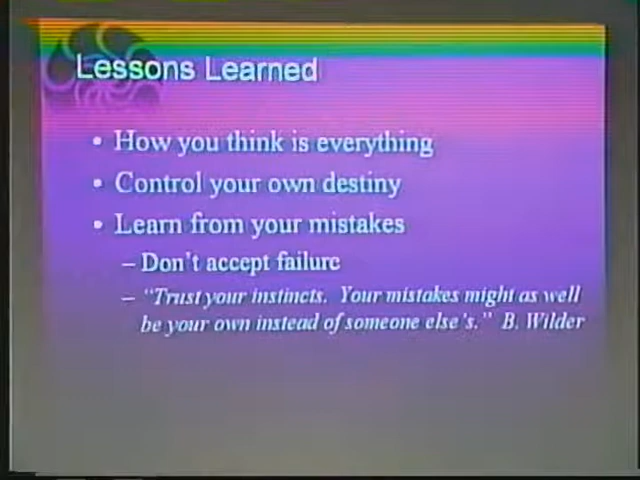 Lessons Learned
• How you think is everything
• Control your own destiny
• Learn from your mistakes
– Don't accept failure
– "Trust your instincts. Your mistakes might as well
be your own instead of someone else's." B. Wilder